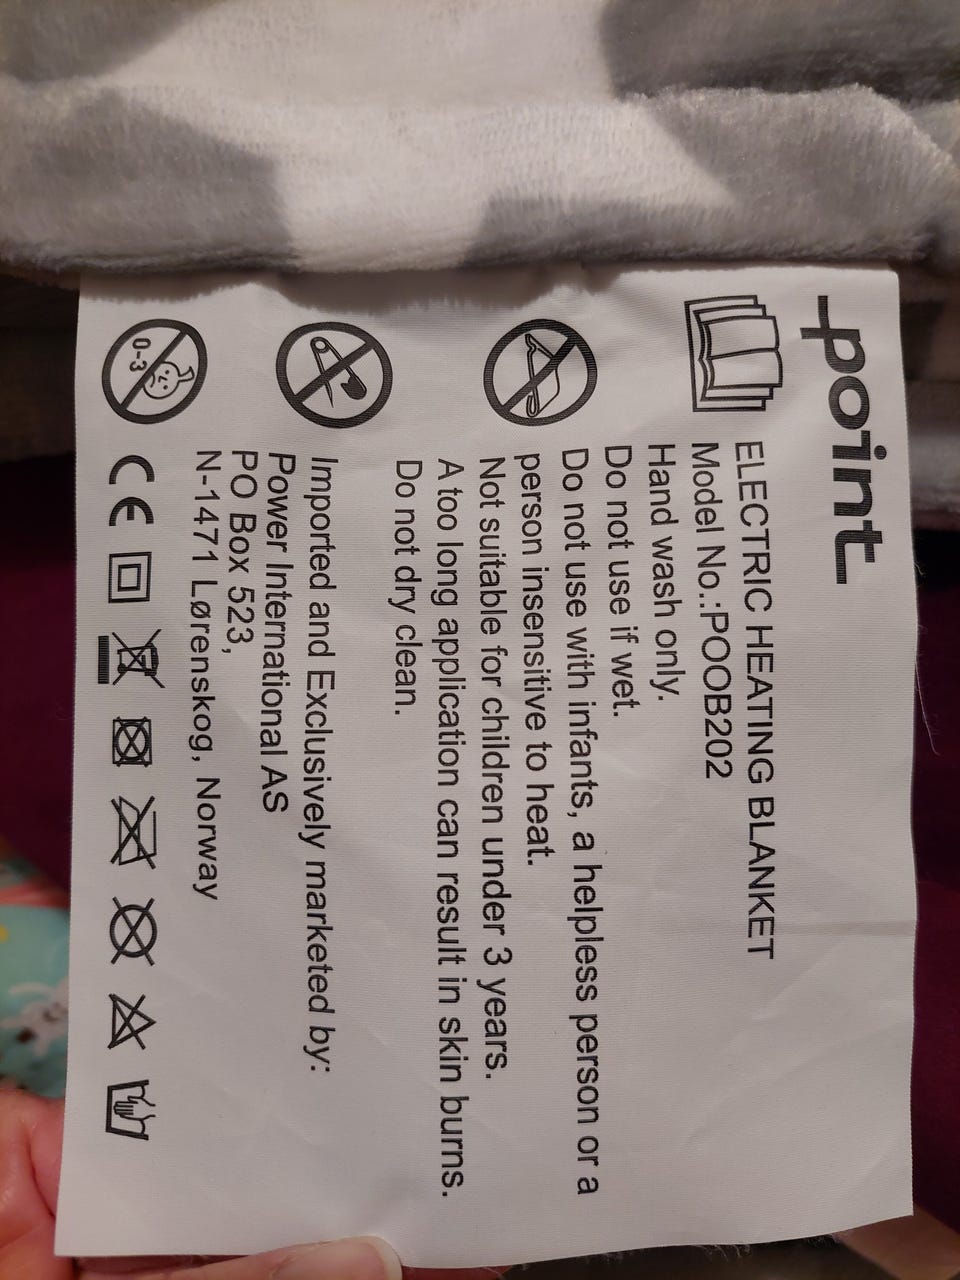 point
ELECTRIC HEATING BLANKET
Model No.:POOB202
Hand wash only.
Do not use if wet.
Do not use with infants, a helpless person or a
person insensitive to heat.
Not suitable for children under 3 years.
A too long application can result in skin burns.
Do not dry clean.
Imported and Exclusively marketed by:
Power International AS
PO Box 523,
N-1471 Lørenskog, Norway
0-3
CE